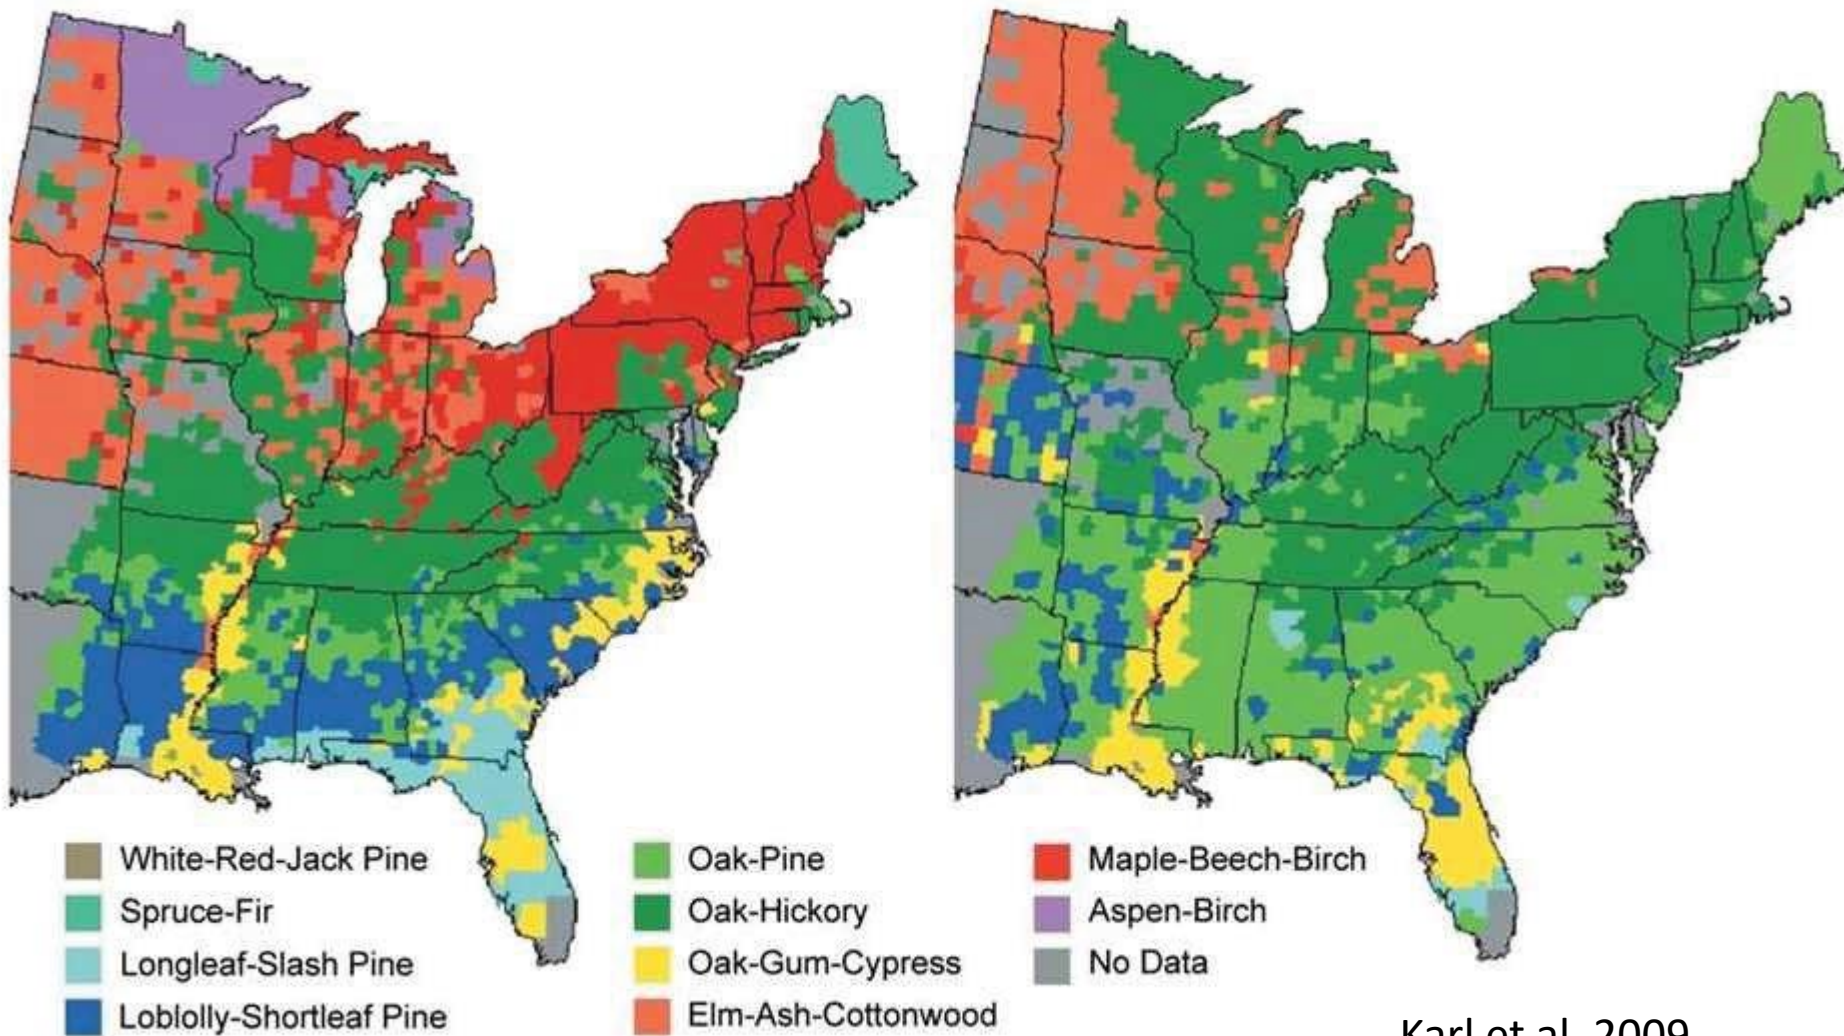 White-Red-Jack Pine
Spruce-Fir
Longleaf-Slash Pine
Loblolly-Shortleaf Pine
Oak-Pine
Oak-Hickory
Oak-Gum-Cypress
Elm-Ash-Cottonwood
Maple-Beech-Birch
Aspen-Birch
No Data
Karl et al. 2009